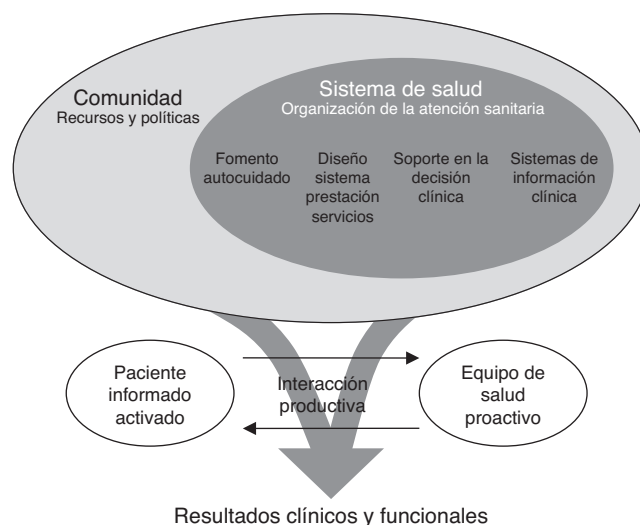 Comunidad
Recursos y políticas
Sistema de salud
Organización de la atención sanitaria
Fomento
autocuidado
Diseño
sistema
prestación
servicios
Soporte en la
decisión
clínica
Sistemas de
información
clínica
Paciente
informado
activado
Interacción
productiva
Equipo de
salud
proactivo
Resultados clínicos y funcionales